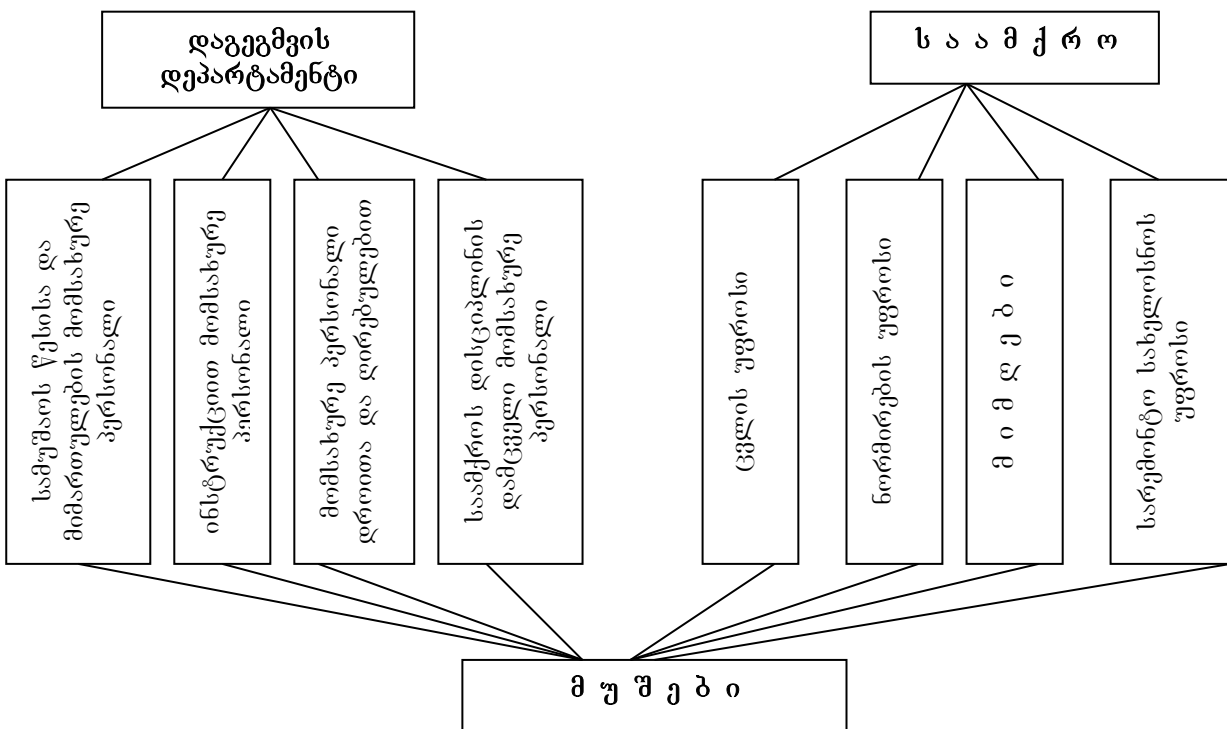 დაგეგმვის
დეპარტამენტი
ს ა ა მ ქ რ ო
სამუშაოს წესისა და
მიმართულების მომსახურე
პერსონალი
ინსტრუქციით მომსახურე
პერსონალი
მომსახურე პერსონალი
დროითა და ღირებულებით
საამქროს დისციპლინის
დამცველი მომსახურე
პერსონალი
ცვლის უფროსი
ნორმირების უფროსი
მ ი მ ღ ე ბ ი
სარემონტო სახელოსნოს
უფროსი
მ უ შ ე ბ ი